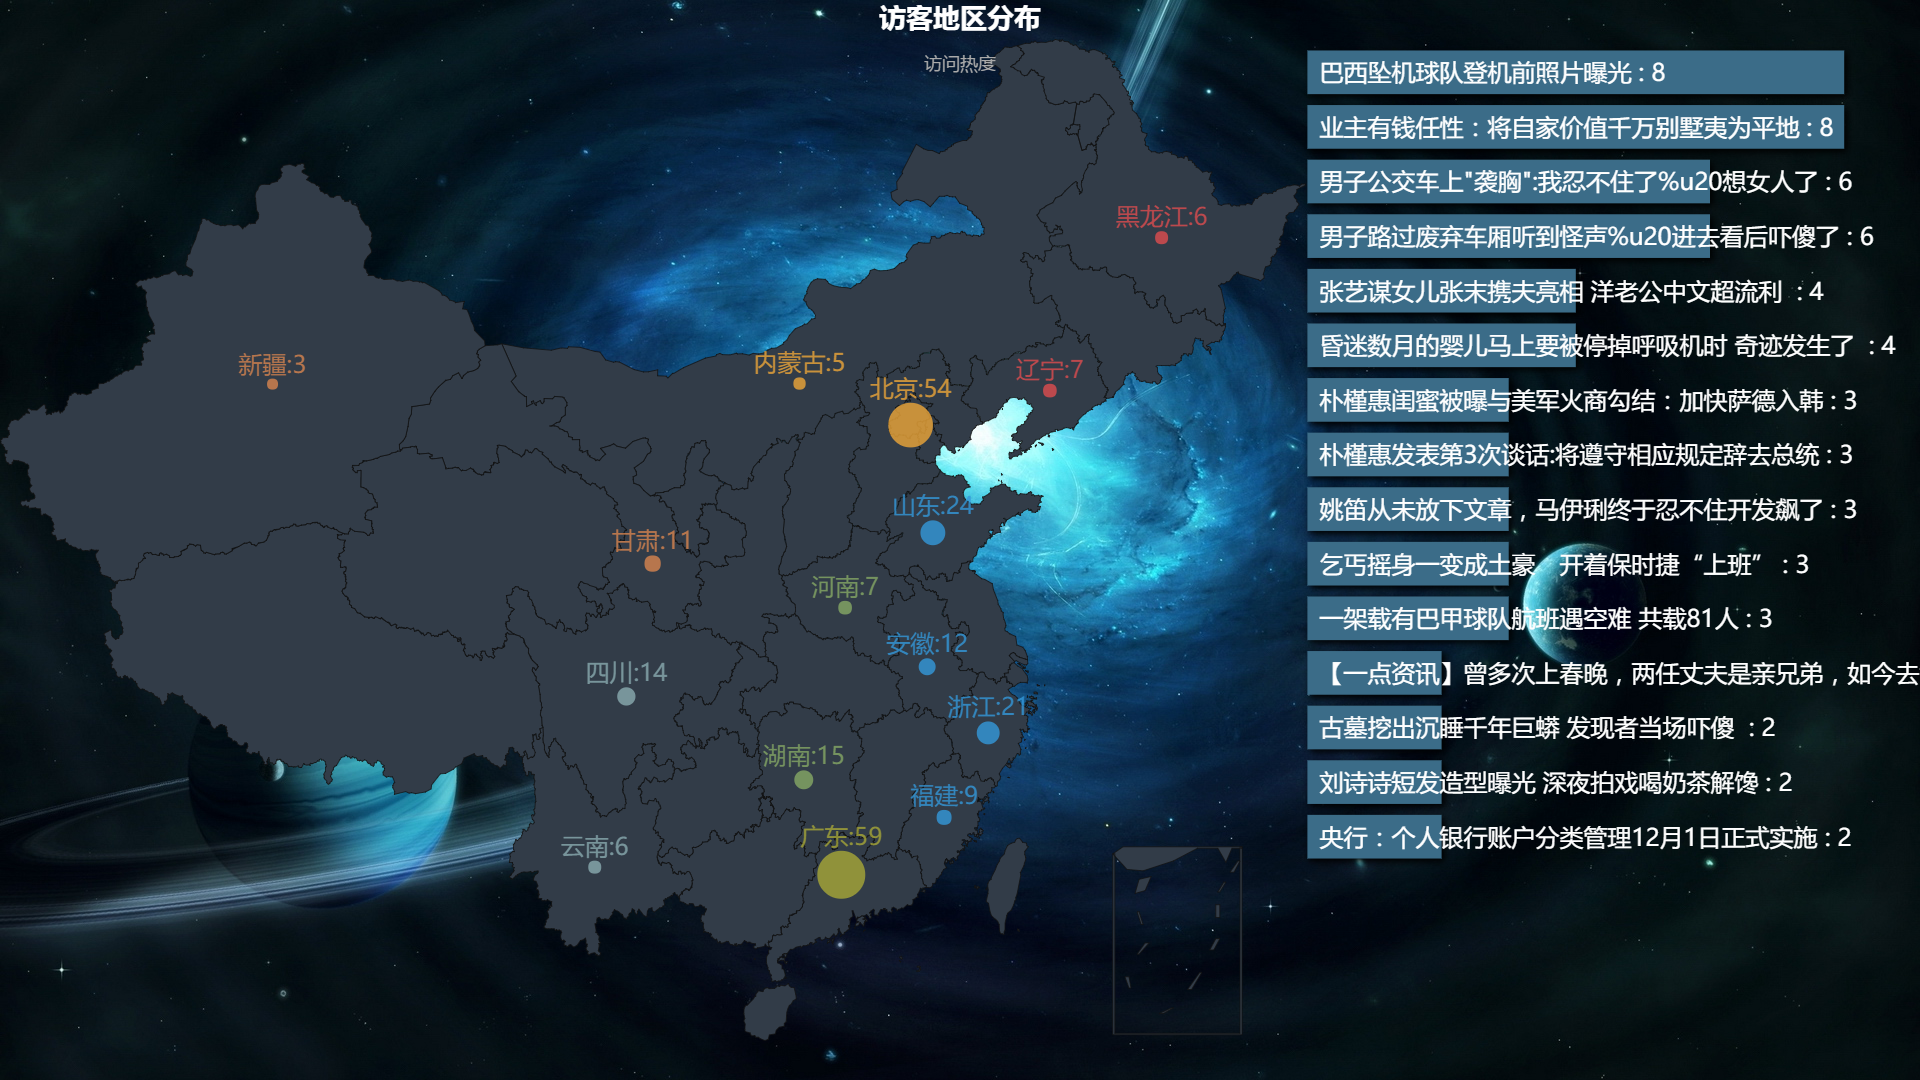 访客地区分布
访问热度
黑龙江:6
新疆:3
内蒙古:5
辽宁:7
北京:54
山东:24
甘肃:11
河南:7
安徽:12
四川:14
浙江:21
湖南:15
福建:9
广东:59
云南:6
巴西坠机球队登机前照片曝光 : 8
业主有钱任性：将自家价值千万别墅夷为平地 : 8
男子公交车上"袭胸":我忍不住了%u20想女人了 : 6
男子路过废弃车厢听到怪声%u20进去看后吓傻了 : 6
张艺谋女儿张末携夫亮相 洋老公中文超流利 : 4
昏迷数月的婴儿马上要被停掉呼吸机时 奇迹发生了 : 4
朴槿惠闺蜜被曝与美军火商勾结：加快萨德入韩 : 3
朴槿惠发表第3次谈话:将遵守相应规定辞去总统 : 3
姚笛从未放下文章，马伊琍终于忍不住开发飙了 : 3
乞丐摇身一变成土豪，开着保时捷“上班” : 3
一架载有巴甲球队航班遇空难 共载81人 : 3
【一点资讯】曾多次上春晚，两任丈夫是亲兄弟，如今去
古墓挖出沉睡千年巨蟒 发现者当场吓傻 : 2
刘诗诗短发造型曝光 深夜拍戏喝奶茶解馋 : 2
央行：个人银行账户分类管理12月1日正式实施 : 2